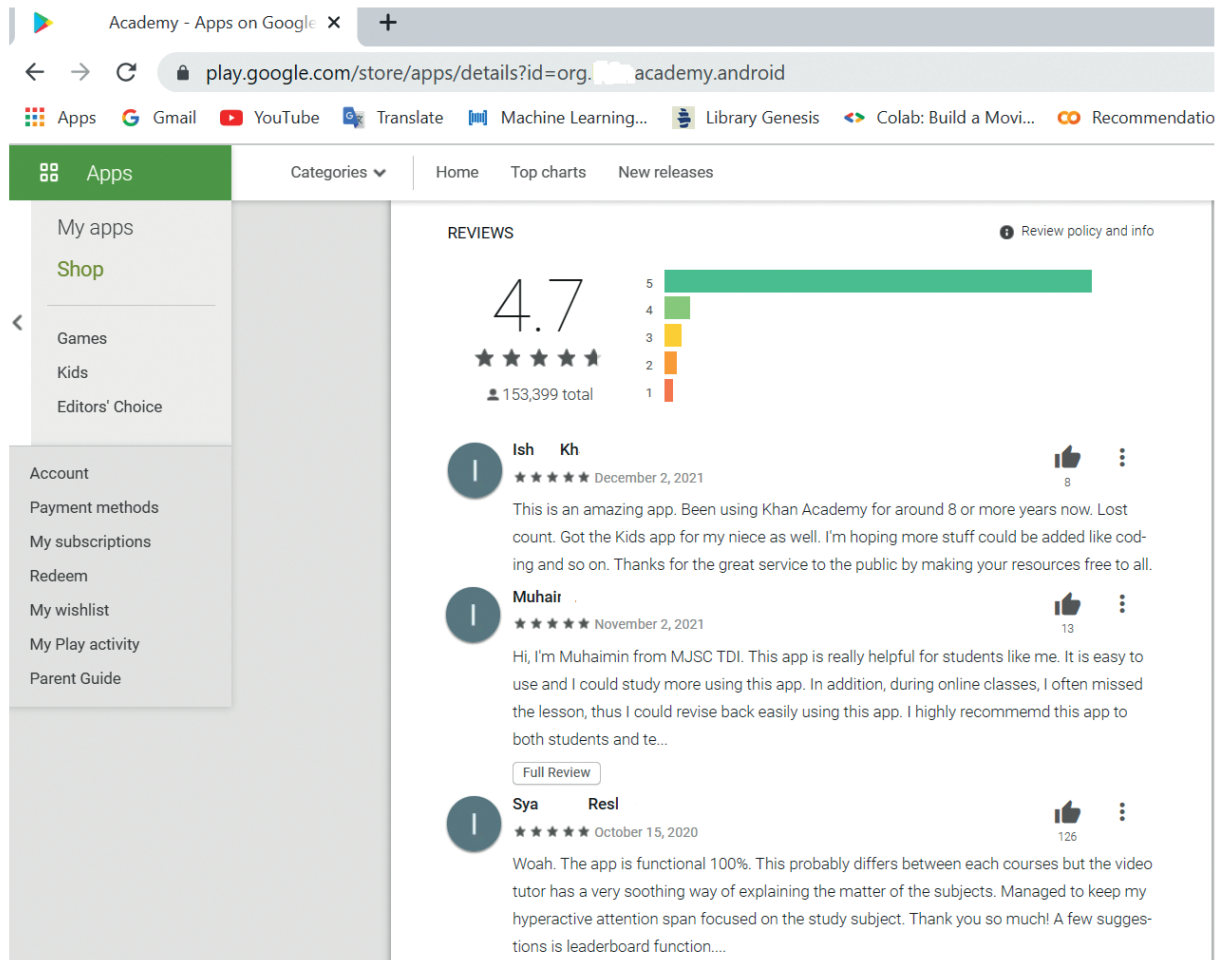 Academy - Apps on Google
play.google.com/store/apps/details?id=org. academy.android
Apps Gmail YouTube Translate Machine Learning... Library Genesis Colab: Build a Movi... Recommendatio
Apps Categories Home Top charts New releases
My apps
Shop
Games
Kids
Editors' Choice
Account
Payment methods
My subscriptions
Redeem
My wishlist
My Play activity
Parent Guide
REVIEWS Review policy and info
4.7
153,399 total
5
4
3
2
1
I
Ish Kh
December 2, 2021
8
This is an amazing app. Been using Khan Academy for around 8 or more years now. Lost
count. Got the Kids app for my niece as well. I'm hoping more stuff could be added like cod-
ing and so on. Thanks for the great service to the public by making your resources free to all.
I
Muhair
November 2, 2021
13
Hi, I'm Muhaimin from MJSC TDI. This app is really helpful for students like me. It is easy to
use and I could study more using this app. In addition, during online classes, I often missed
the lesson, thus I could revise back easily using this app. I highly recommemd this app to
both students and te...
Full Review
I
Sya Resl
October 15, 2020
126
Woah. The app is functional 100%. This probably differs between each courses but the video
tutor has a very soothing way of explaining the matter of the subjects. Managed to keep my
hyperactive attention span focused on the study subject. Thank you so much! A few sugges-
tions is leaderboard function....